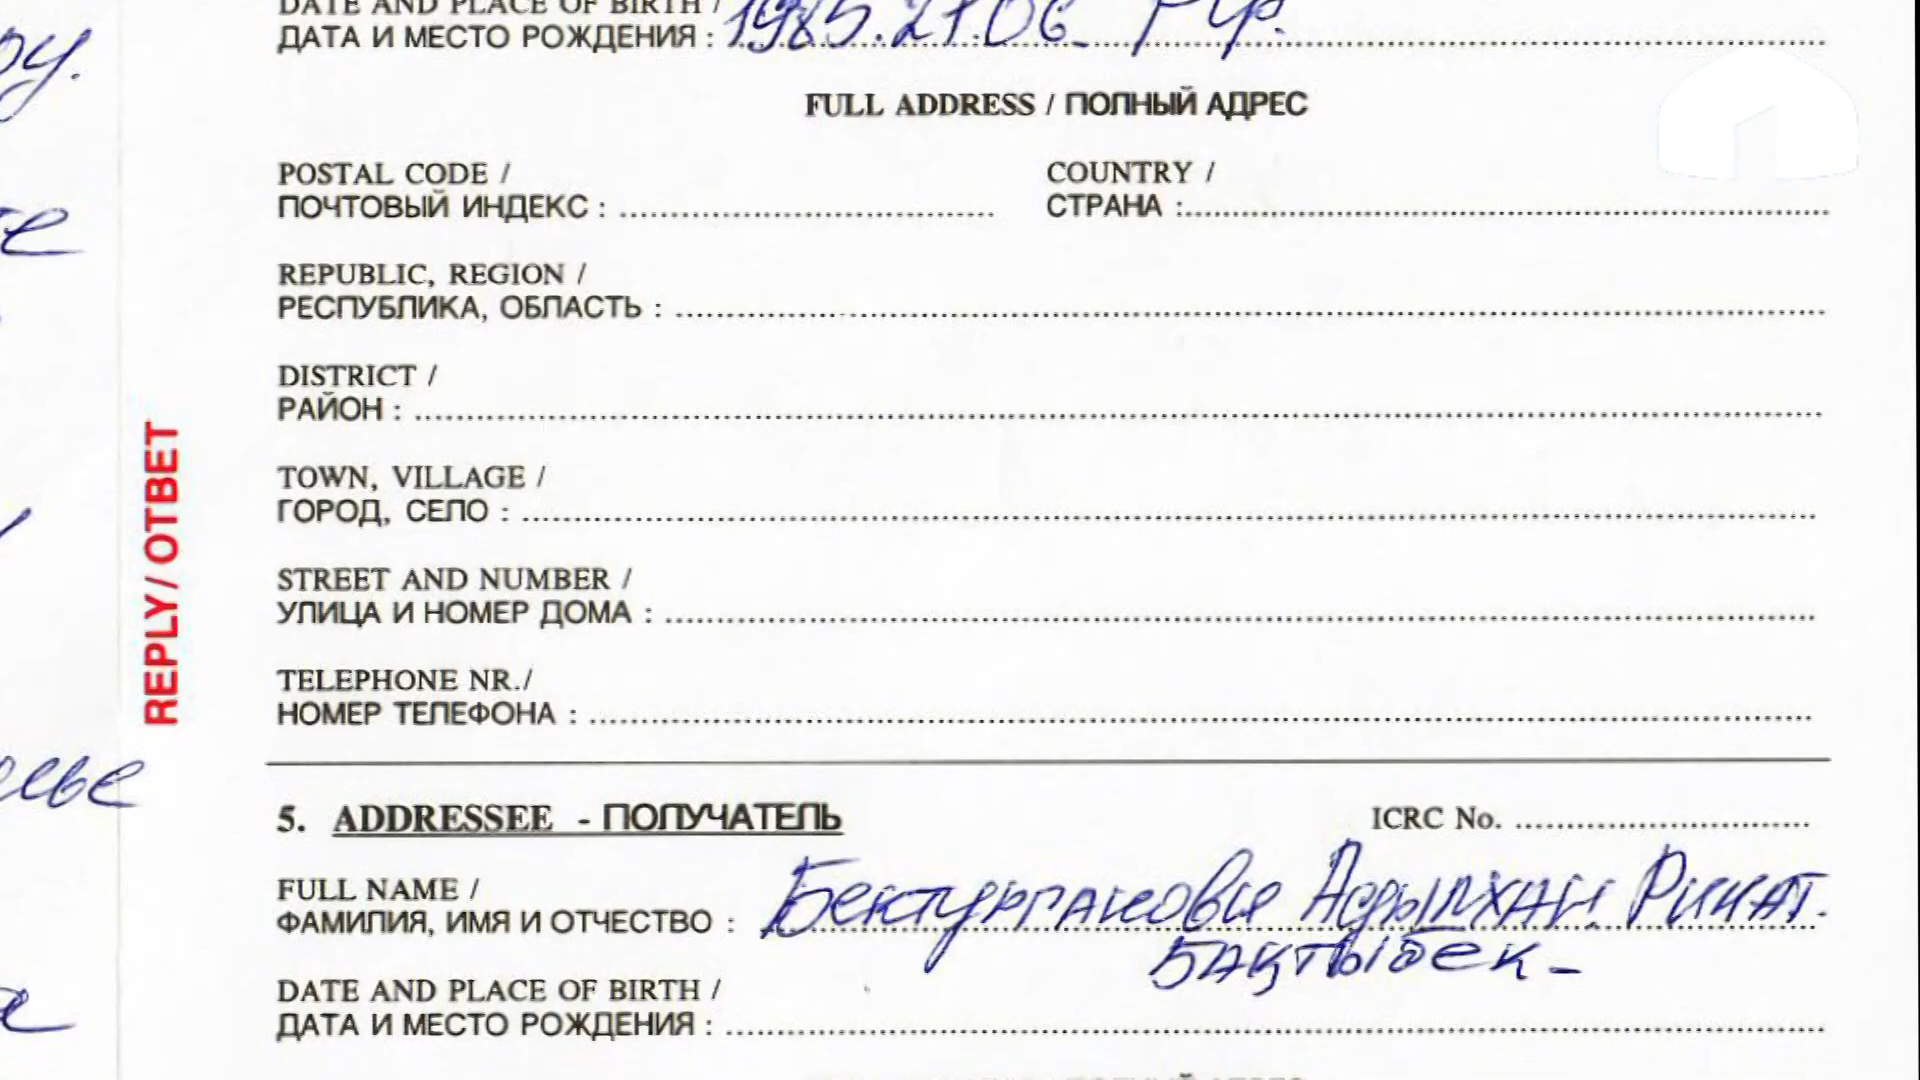 DATE AND PLACE OF BIRTH /
ДАТА И МЕСТО РОЖДЕНИЯ : 1985.21.06
FULL ADDRESS / ПОЛНЫЙ АДРЕС
POSTAL CODE /
ПОЧТОВЫЙ ИНДЕКС :
COUNTRY /
СТРАНА :
REPUBLIC, REGION /
РЕСПУБЛИКА, ОБЛАСТЬ :
DISTRICT /
РАЙОН :
TOWN, VILLAGE /
ГОРОД, СЕЛО :
STREET AND NUMBER /
УЛИЦА И НОМЕР ДОМА :
TELEPHONE NR./
НОМЕР ТЕЛЕФОНА :
REPLY / ОТВЕТ
5. ADDRESSEE - ПОЛУЧАТЕЛЬ
ICRC No.
FULL NAME /
ФАМИЛИЯ, ИМЯ И ОТЧЕСТВО : Ринат.
Бактыбек
DATE AND PLACE OF BIRTH /
ДАТА И МЕСТО РОЖДЕНИЯ :